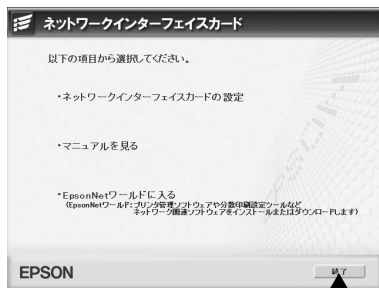 ネットワークインターフェイスカード
以下の項目から選択してください。
・ネットワークインターフェイスカードの設定
・マニュアルを見る
・EpsonNetワールドに入る
(EpsonNetワールド:プリンタ管理ソフトウェアや分散印刷設定ツールなど
ネットワーク関連ソフトウェアをインストールまたはダウンロードします)
EPSON
終了